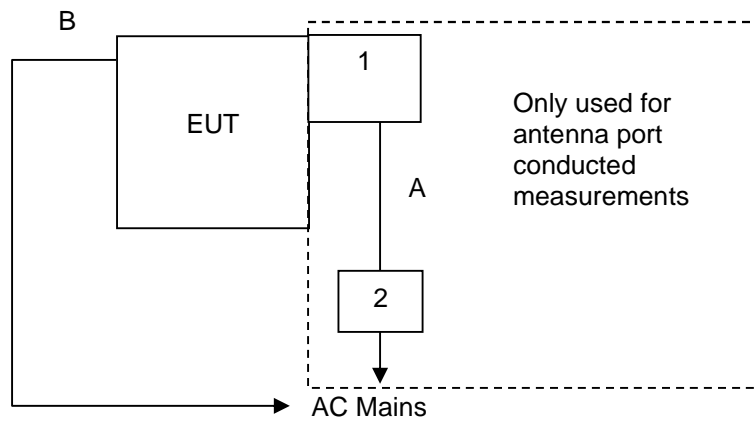 B
1
EUT
Only used for
antenna port
conducted
measurements
A
2
AC Mains